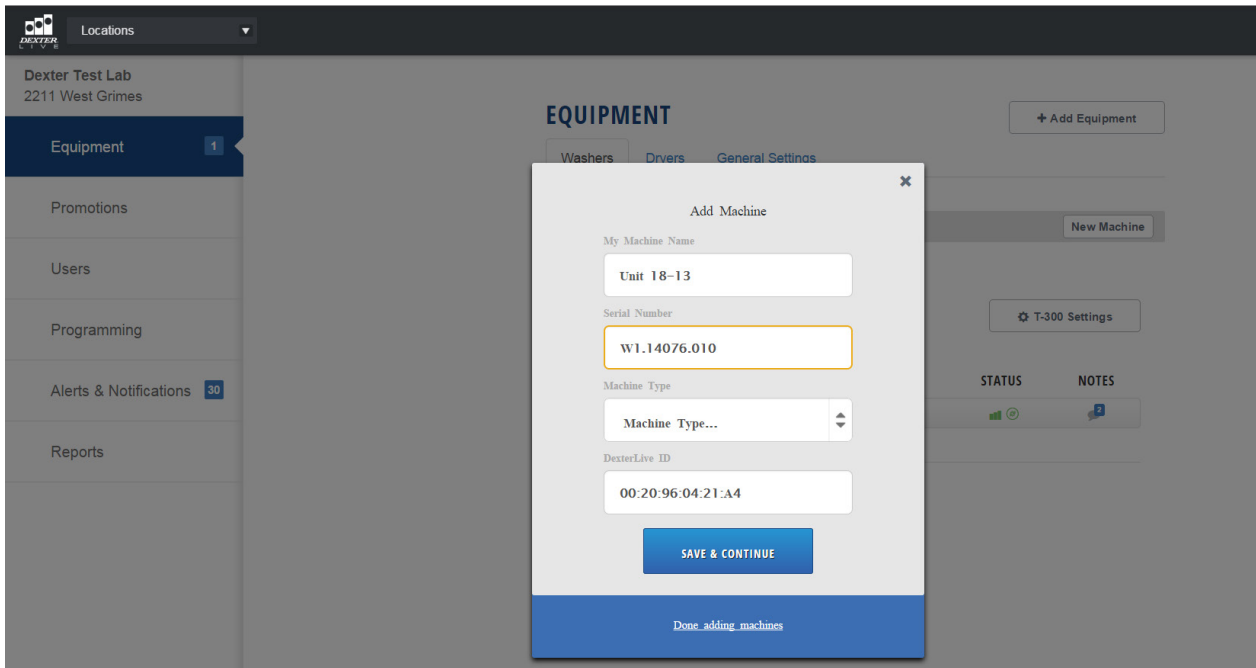 DEXTER
LIVE
Locations
Dexter Test Lab
2211 West Grimes
Equipment 1
Promotions
Users
Programming
Alerts & Notifications 30
Reports
EQUIPMENT
+ Add Equipment
Washers Dryers General Settings
New Machine
T-300 Settings
STATUS NOTES
2
Add Machine
My Machine Name
Unit 18-13
Serial Number
W1.14076.010
Machine Type
Machine Type...
DexterLive ID
00:20:96:04:21:A4
SAVE & CONTINUE
Done adding machines